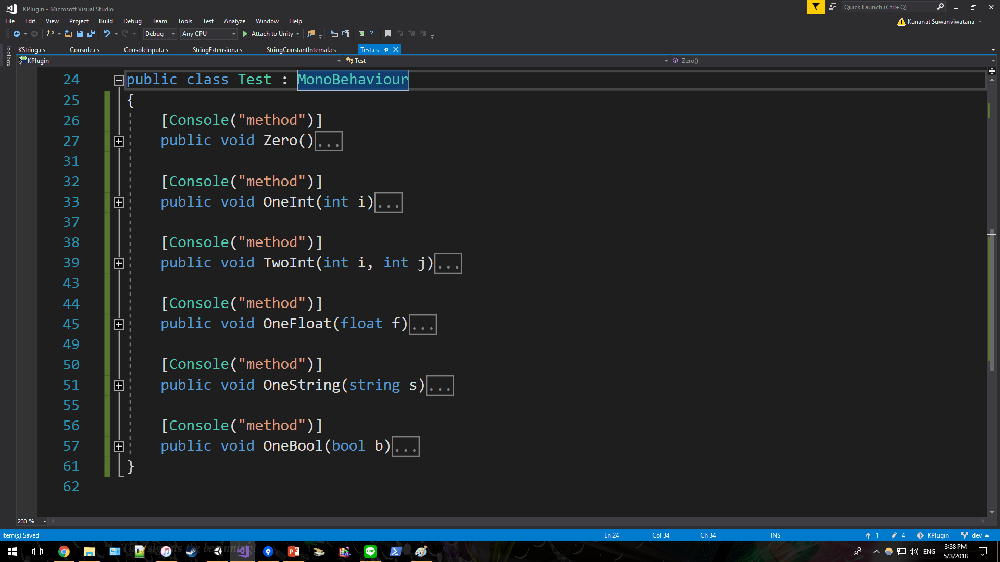 KPlugin - Microsoft Visual Studio
Quick Launch (Ctrl+Q)
File Edit View Project Build Debug Team Tools Test Analyze Window Help
Kananat Suwanviwatana
Debug Any CPU Attach to Unity
Toolbox
KString.cs Console.cs ConsoleInput.cs StringExtension.cs StringConstantInternal.cs Test.cs
KPlugin Test Zero()
24 public class Test : MonoBehaviour
25 {
26 [Console("method")]
27 public void Zero()...
31
32 [Console("method")]
33 public void OneInt(int i)...
37
38 [Console("method")]
39 public void TwoInt(int i, int j)...
43
44 [Console("method")]
45 public void OneFloat(float f)...
49
50 [Console("method")]
51 public void OneString(string s)...
55
56 [Console("method")]
57 public void OneBool(bool b)...
61 }
62
230 %
Item(s) Saved Ln 24 Col 34 Ch 34 INS 1 4 KPlugin dev
LINE
ENG
3:38 PM
5/3/2018